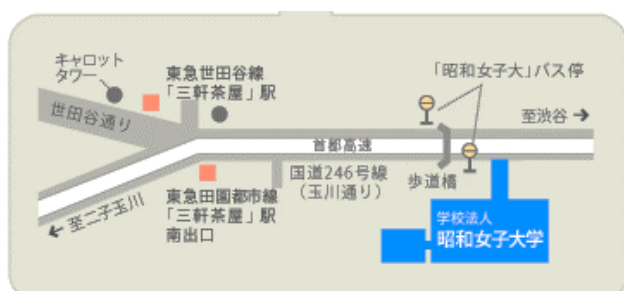 キャロット
タワー
東急世田谷線
「三軒茶屋」駅
「昭和女子大」バス停
世田谷通り
至渋谷
首都高速
国道246号線
（玉川通り）
歩道橋
至二子玉川
東急田園都市線
「三軒茶屋」駅
南出口
学校法人
昭和女子大学